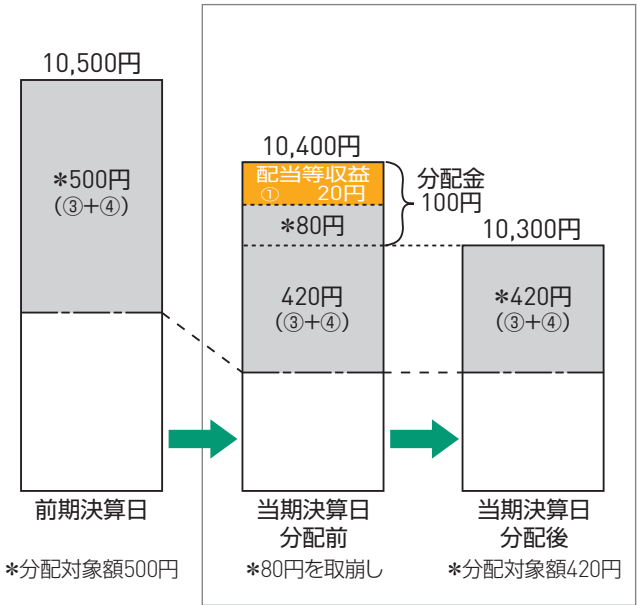 10,500円
*500円
(③+④)
前期決算日
*分配対象額500円
10,400円
配当等収益
① 20円
*80円
420円
(③+④)
分配金
100円
当期決算日
分配前
*80円を取崩し
10,300円
*420円
(③+④)
当期決算日
分配後
*分配対象額420円